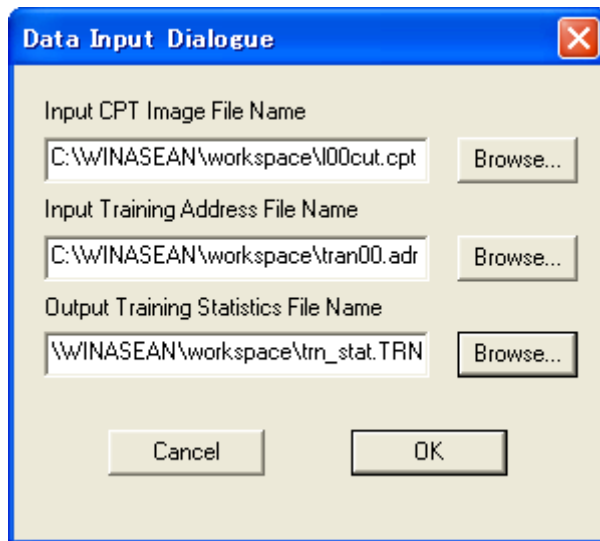 Data Input Dialogue
Input CPT Image File Name
C:\WINASEAN\workspace\l00cut.cpt
Browse...
Input Training Address File Name
C:\WINASEAN\workspace\tran00.adr
Browse...
Output Training Statistics File Name
\WINASEAN\workspace\trn_stat.TRN
Browse...
Cancel
OK